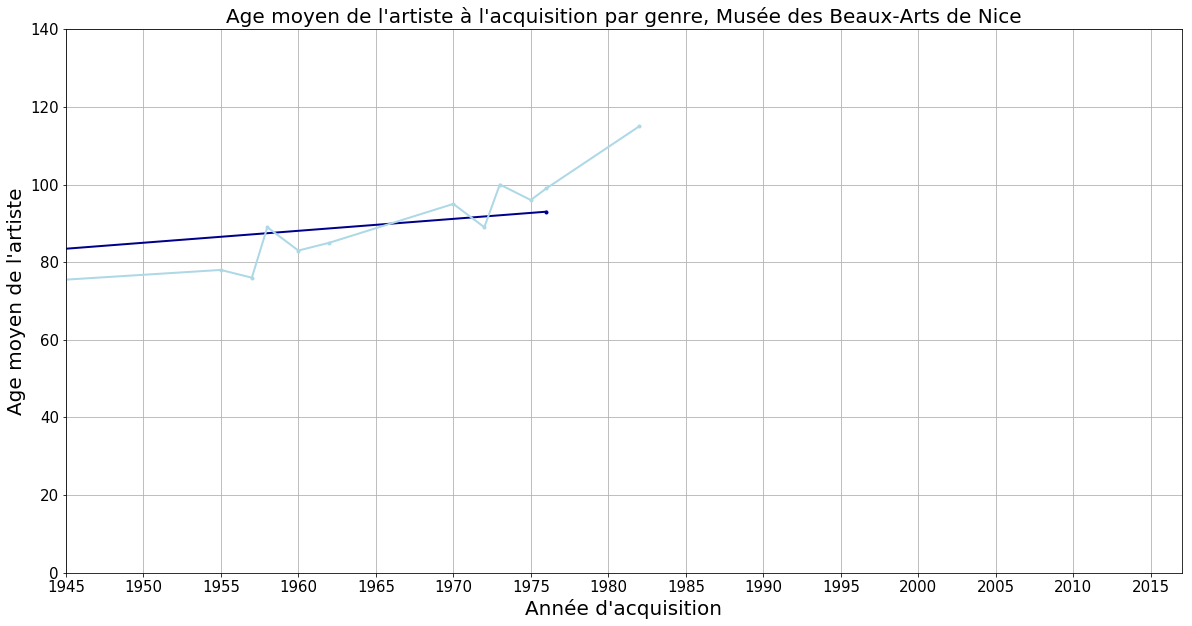 Age moyen de l'artiste à l'acquisition par genre, Musée des Beaux-Arts de Nice
Age moyen de l'artiste
140
120
100
80
60
40
20
0
1945 1950 1955 1960 1965 1970 1975 1980 1985 1990 1995 2000 2005 2010 2015
Année d'acquisition